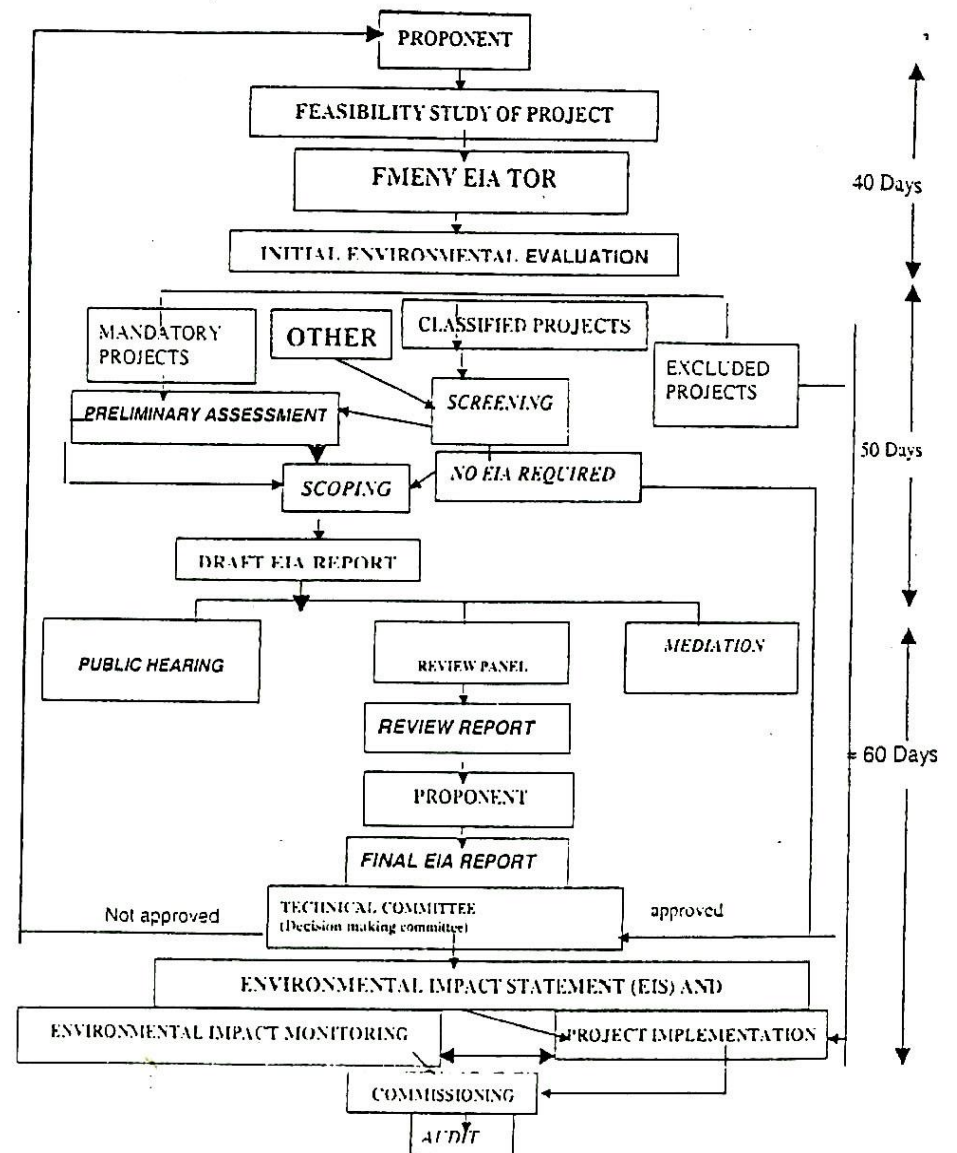 PROPONENT
FEASIBILITY STUDY OF PROJECT
FMENV EIA TOR
40 Days
INITIAL ENVIRONMENTAL EVALUATION
MANDATORY
PROJECTS
OTHER
CLASSIFIED PROJECTS
EXCLUDED
PROJECTS
PRELIMINARY ASSESSMENT
SCREENING
50 Days
SCOPING
NO EIA REQUIRED
DRAFT EIA REPORT
PUBLIC HEARING
REVIEW PANEL
MEDIATION
REVIEW REPORT
60 Days
PROPONENT
FINAL EIA REPORT
Not approved
TECHNICAL COMMITTEE
(Decision making committee)
approved
ENVIRONMENTAL IMPACT STATEMENT (EIS) AND
ENVIRONMENTAL IMPACT MONITORING
PROJECT IMPLEMENTATION
COMMISSIONING
AUDIT